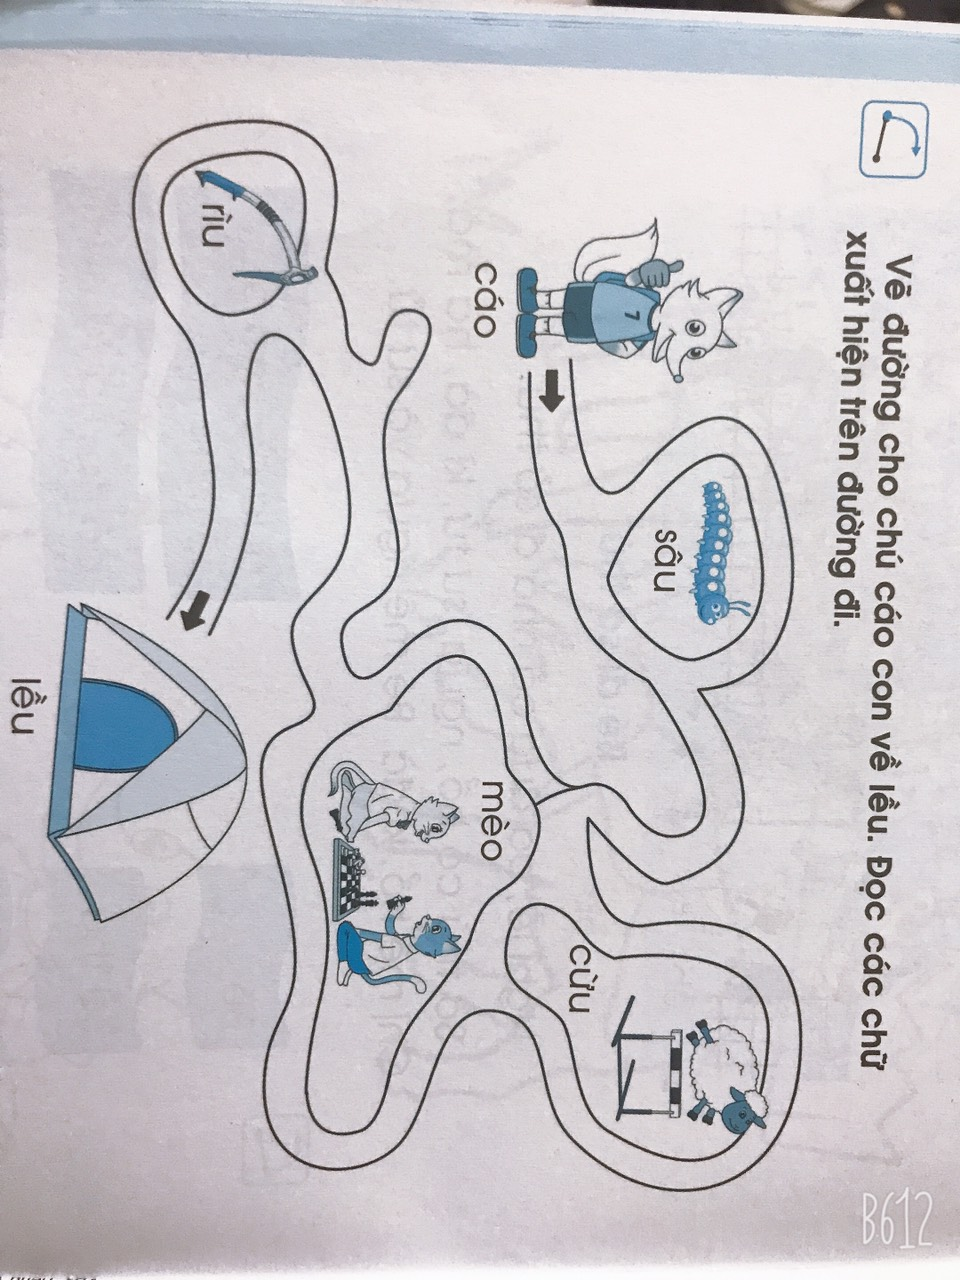 Vẽ đường cho chú cáo con về lều. Đọc các chữ
xuất hiện trên đường đi.
cáo
7
sâu
rìu
mèo
cừu
lều
B612